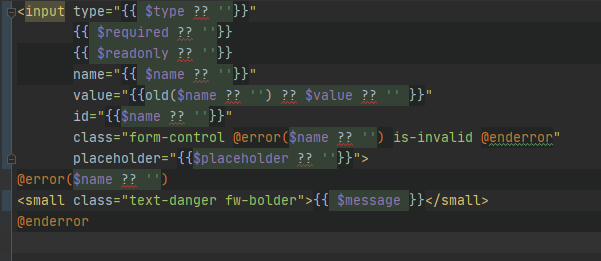 <input type="{{ $type ?? ''}}"
{{ $required ?? ''}}
{{ $readonly ?? ''}}
name="{{ $name ?? ''}}"
value="{{old($name ?? '') ?? $value ?? '' }}"
id="{{$name ?? ''}}"
class="form-control @error($name ?? '') is-invalid @enderror"
placeholder="{{$placeholder ?? ''}}">
@error($name ?? '')
<small class="text-danger fw-bolder">{{ $message }}</small>
@enderror